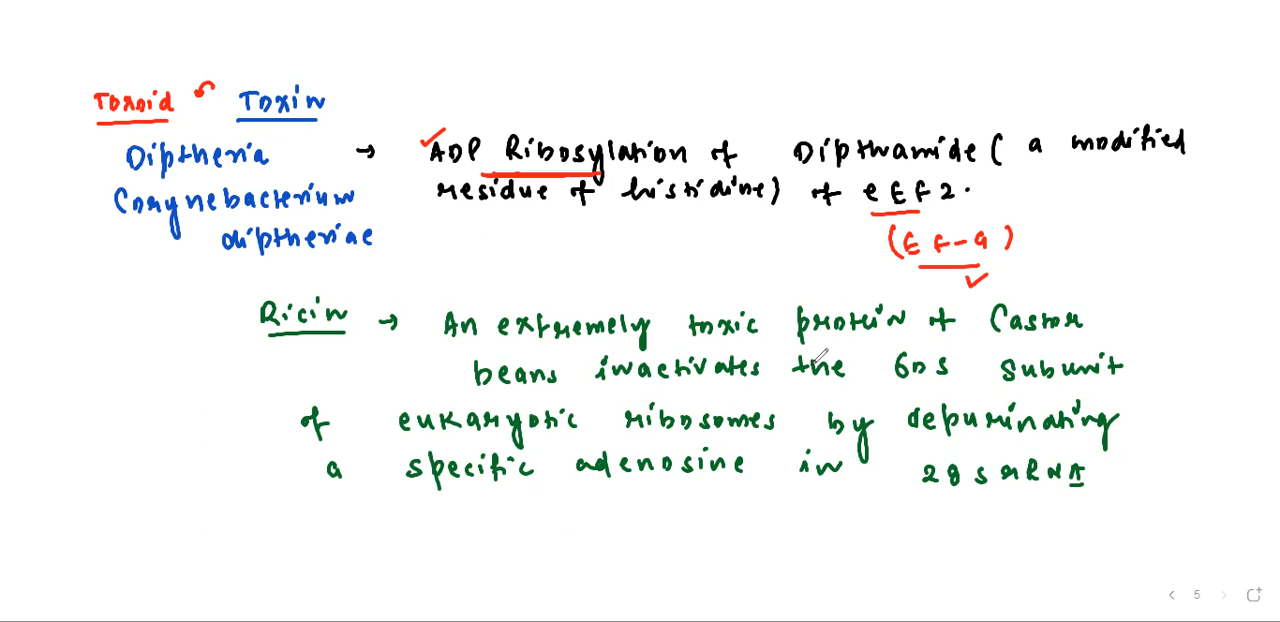 Toxoid Toxin
Diptheria → ADP Ribosylation of Dipthamide ( a modified
residue of histidine) of eEF2.
Corynebacterium
diptheriae
(EF-G)
Ricin → An extremely toxic protein of Castor
beans inactivates the 60S subunit
of eukaryotic ribosomes by depurinating
a specific adenosine in 28S rRNA
5